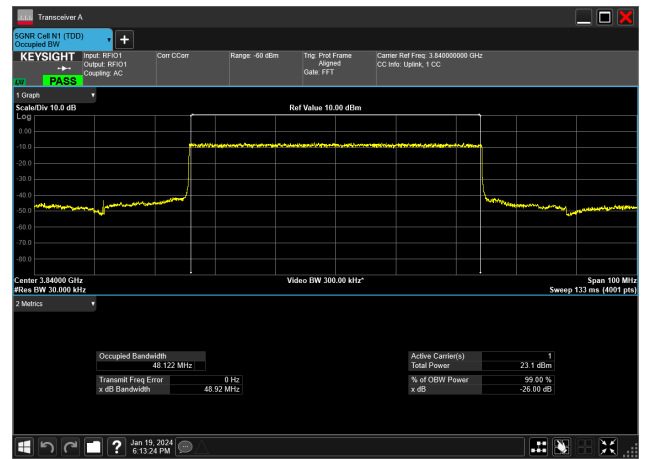 Transceiver A
5GNR Cell N1 (TDD)
Occupied BW
KEYSIGHT
Input: RFIO1
Output: RFIO1
Coupling: AC
Corr CCorr
Range: -60 dBm
Trig: Prot Frame
Aligned
Gate: FFT
Carrier Ref Freq: 3.840000000 GHz
CC Info: Uplink, 1 CC
LW PASS
1 Graph
Scale/Div 10.0 dB
Ref Value 10.00 dBm
Log
0.00
-10.0
-20.0
-30.0
-40.0
-50.0
-60.0
-70.0
-80.0
Center 3.84000 GHz
Video BW 300.00 kHz*
Span 100 MHz
#Res BW 30.000 kHz
Sweep 133 ms (4001 pts)
2 Metrics
Occupied Bandwidth
48.122 MHz
Active Carrier(s) 1
Total Power 23.1 dBm
Transmit Freq Error 0 Hz
x dB Bandwidth 48.92 MHz
% of OBW Power 99.00 %
x dB -26.00 dB
Jan 19, 2024
6:13:24 PM